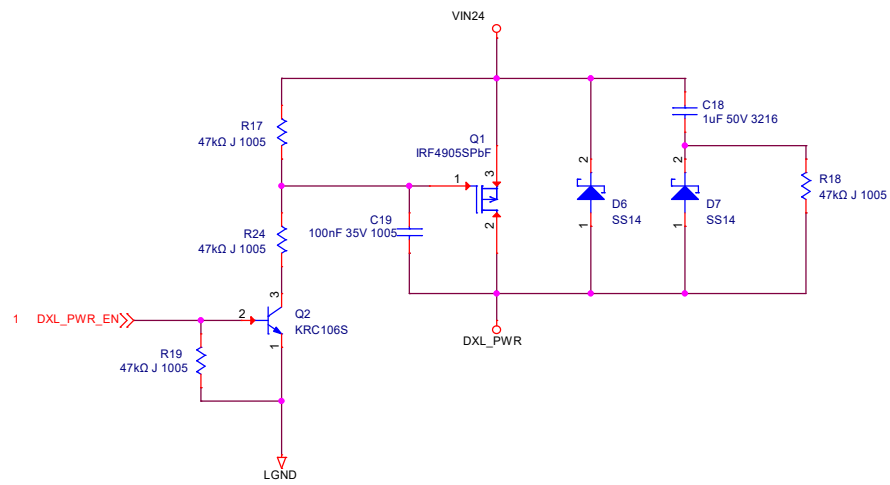 VIN24
R17
47kΩ J 1005
Q1
IRF4905SPbF
1
3
2
C18
1uF 50V 3216
R18
47kΩ J 1005
2
D6
SS14
1
2
D7
SS14
1
C19
100nF 35V 1005
R24
47kΩ J 1005
3
2
Q2
KRC106S
1
1 DXL_PWR_EN
R19
47kΩ J 1005
DXL_PWR
LGND